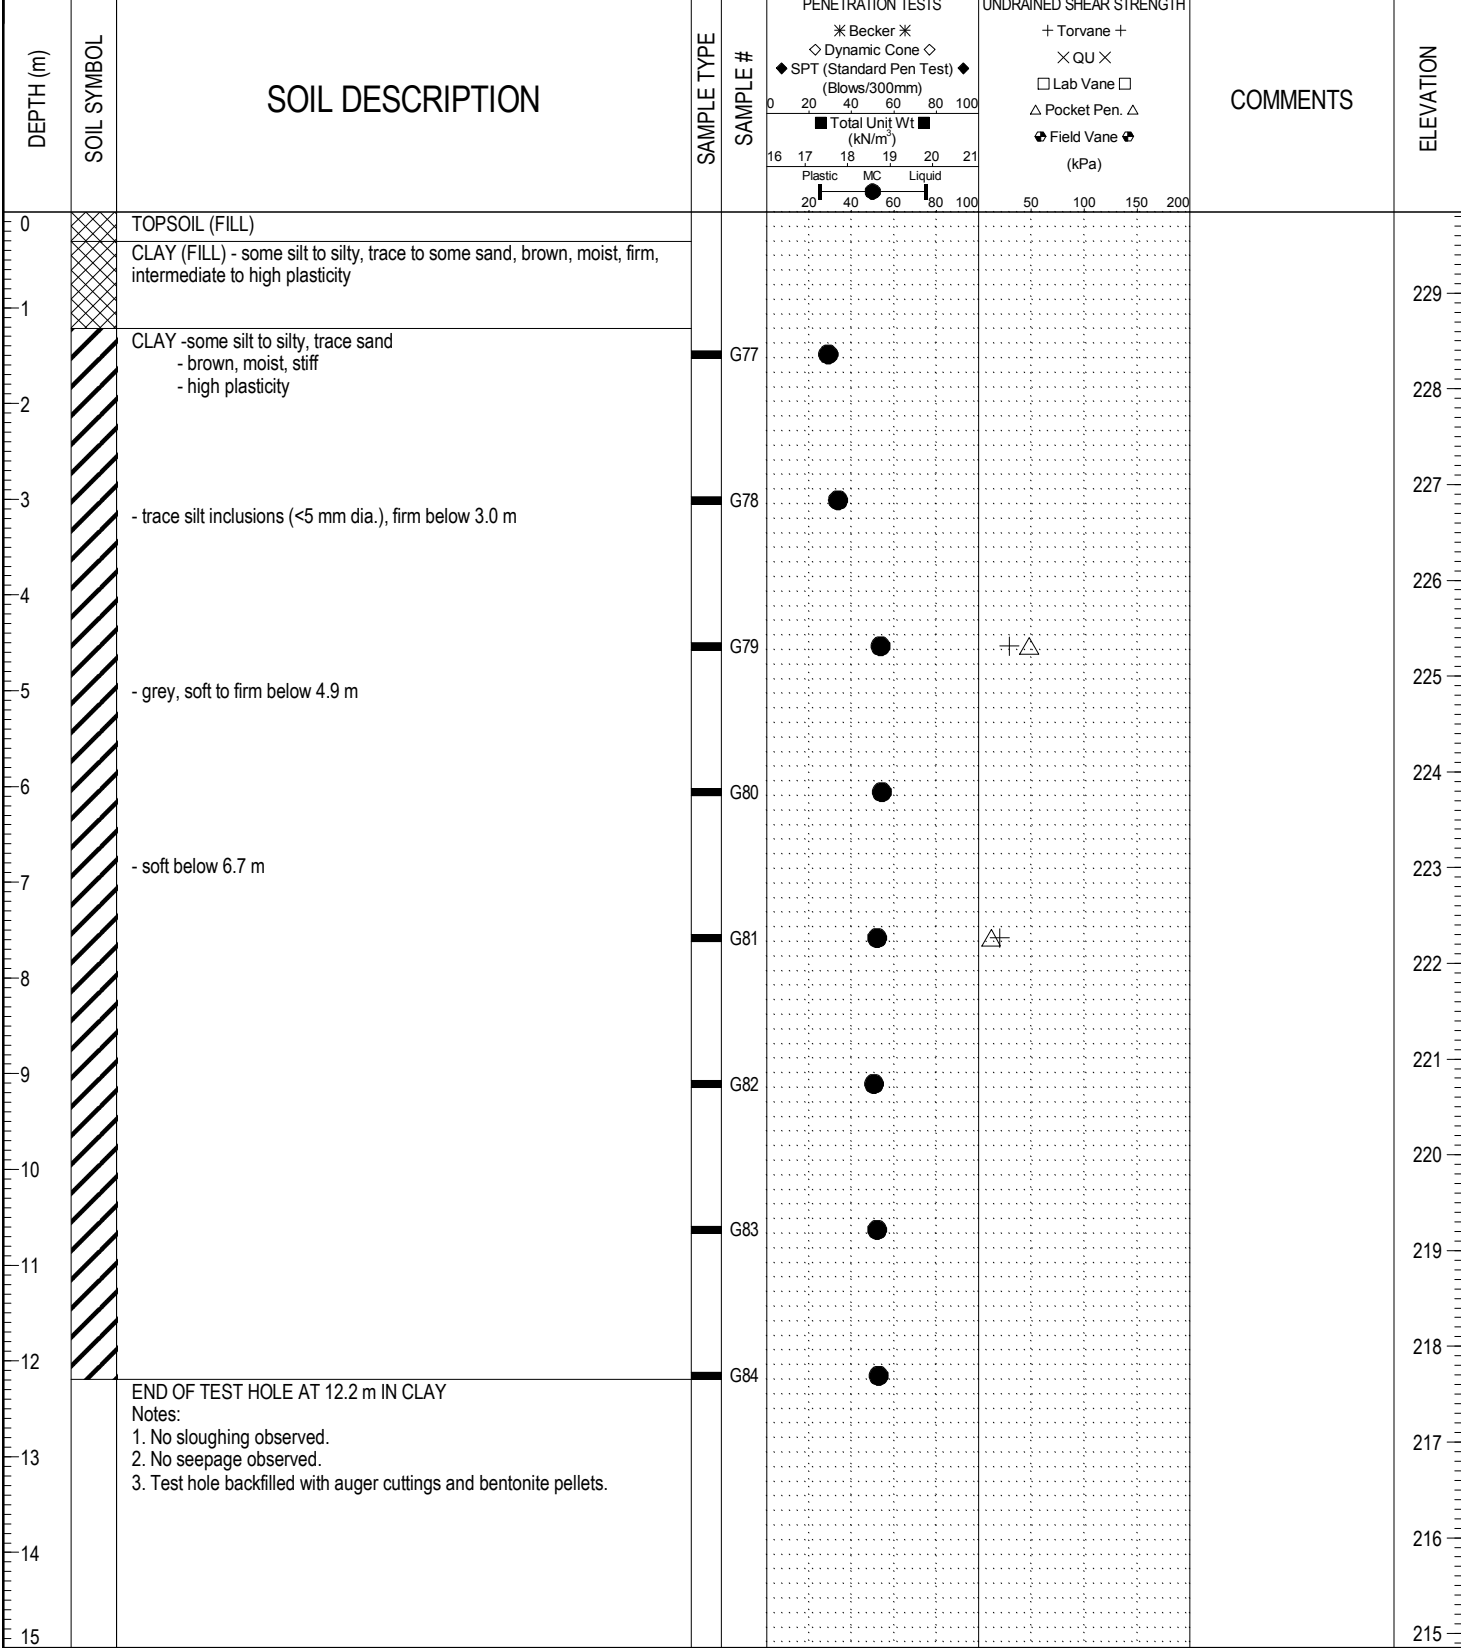 DEPTH (m)
SOIL SYMBOL
SOIL DESCRIPTION
SAMPLE TYPE
SAMPLE #
PENETRATION TESTS
✳ Becker ✳
◇ Dynamic Cone ◇
◆ SPT (Standard Pen Test) ◆
(Blows/300mm)
0 20 40 60 80 100
■ Total Unit Wt ■
(kN/m³)
16 17 18 19 20 21
Plastic MC Liquid
20 40 60 80 100
UNDRAINED SHEAR STRENGTH
+ Torvane +
× QU ×
□ Lab Vane □
△ Pocket Pen. △
Field Vane
(kPa)
50 100 150 200
COMMENTS
ELEVATION
0
TOPSOIL (FILL)
CLAY (FILL) - some silt to silty, trace to some sand, brown, moist, firm,
intermediate to high plasticity
229
1
CLAY -some silt to silty, trace sand
G77
- brown, moist, stiff
- high plasticity
228
2
227
3
G78
- trace silt inclusions (<5 mm dia.), firm below 3.0 m
226
4
G79
225
5
- grey, soft to firm below 4.9 m
224
6
G80
- soft below 6.7 m
223
7
G81
222
8
221
9
G82
220
10
G83
219
11
218
12
G84
END OF TEST HOLE AT 12.2 m IN CLAY
Notes:
1. No sloughing observed.
217
13
2. No seepage observed.
3. Test hole backfilled with auger cuttings and bentonite pellets.
216
14
215
15